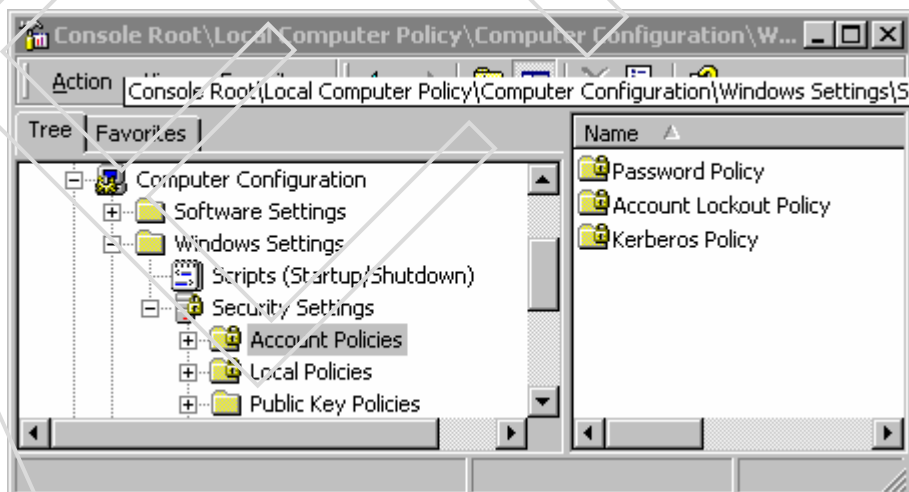 Console Root\Local Computer Policy\Computer Configuration\W...
Action
Console Root\Local Computer Policy\Computer Configuration\Windows Settings\S
Tree Favorites
Name
Computer Configuration
Software Settings
Windows Settings
Scripts (Startup/Shutdown)
Security Settings
Account Policies
Local Policies
Public Key Policies
Password Policy
Account Lockout Policy
Kerberos Policy